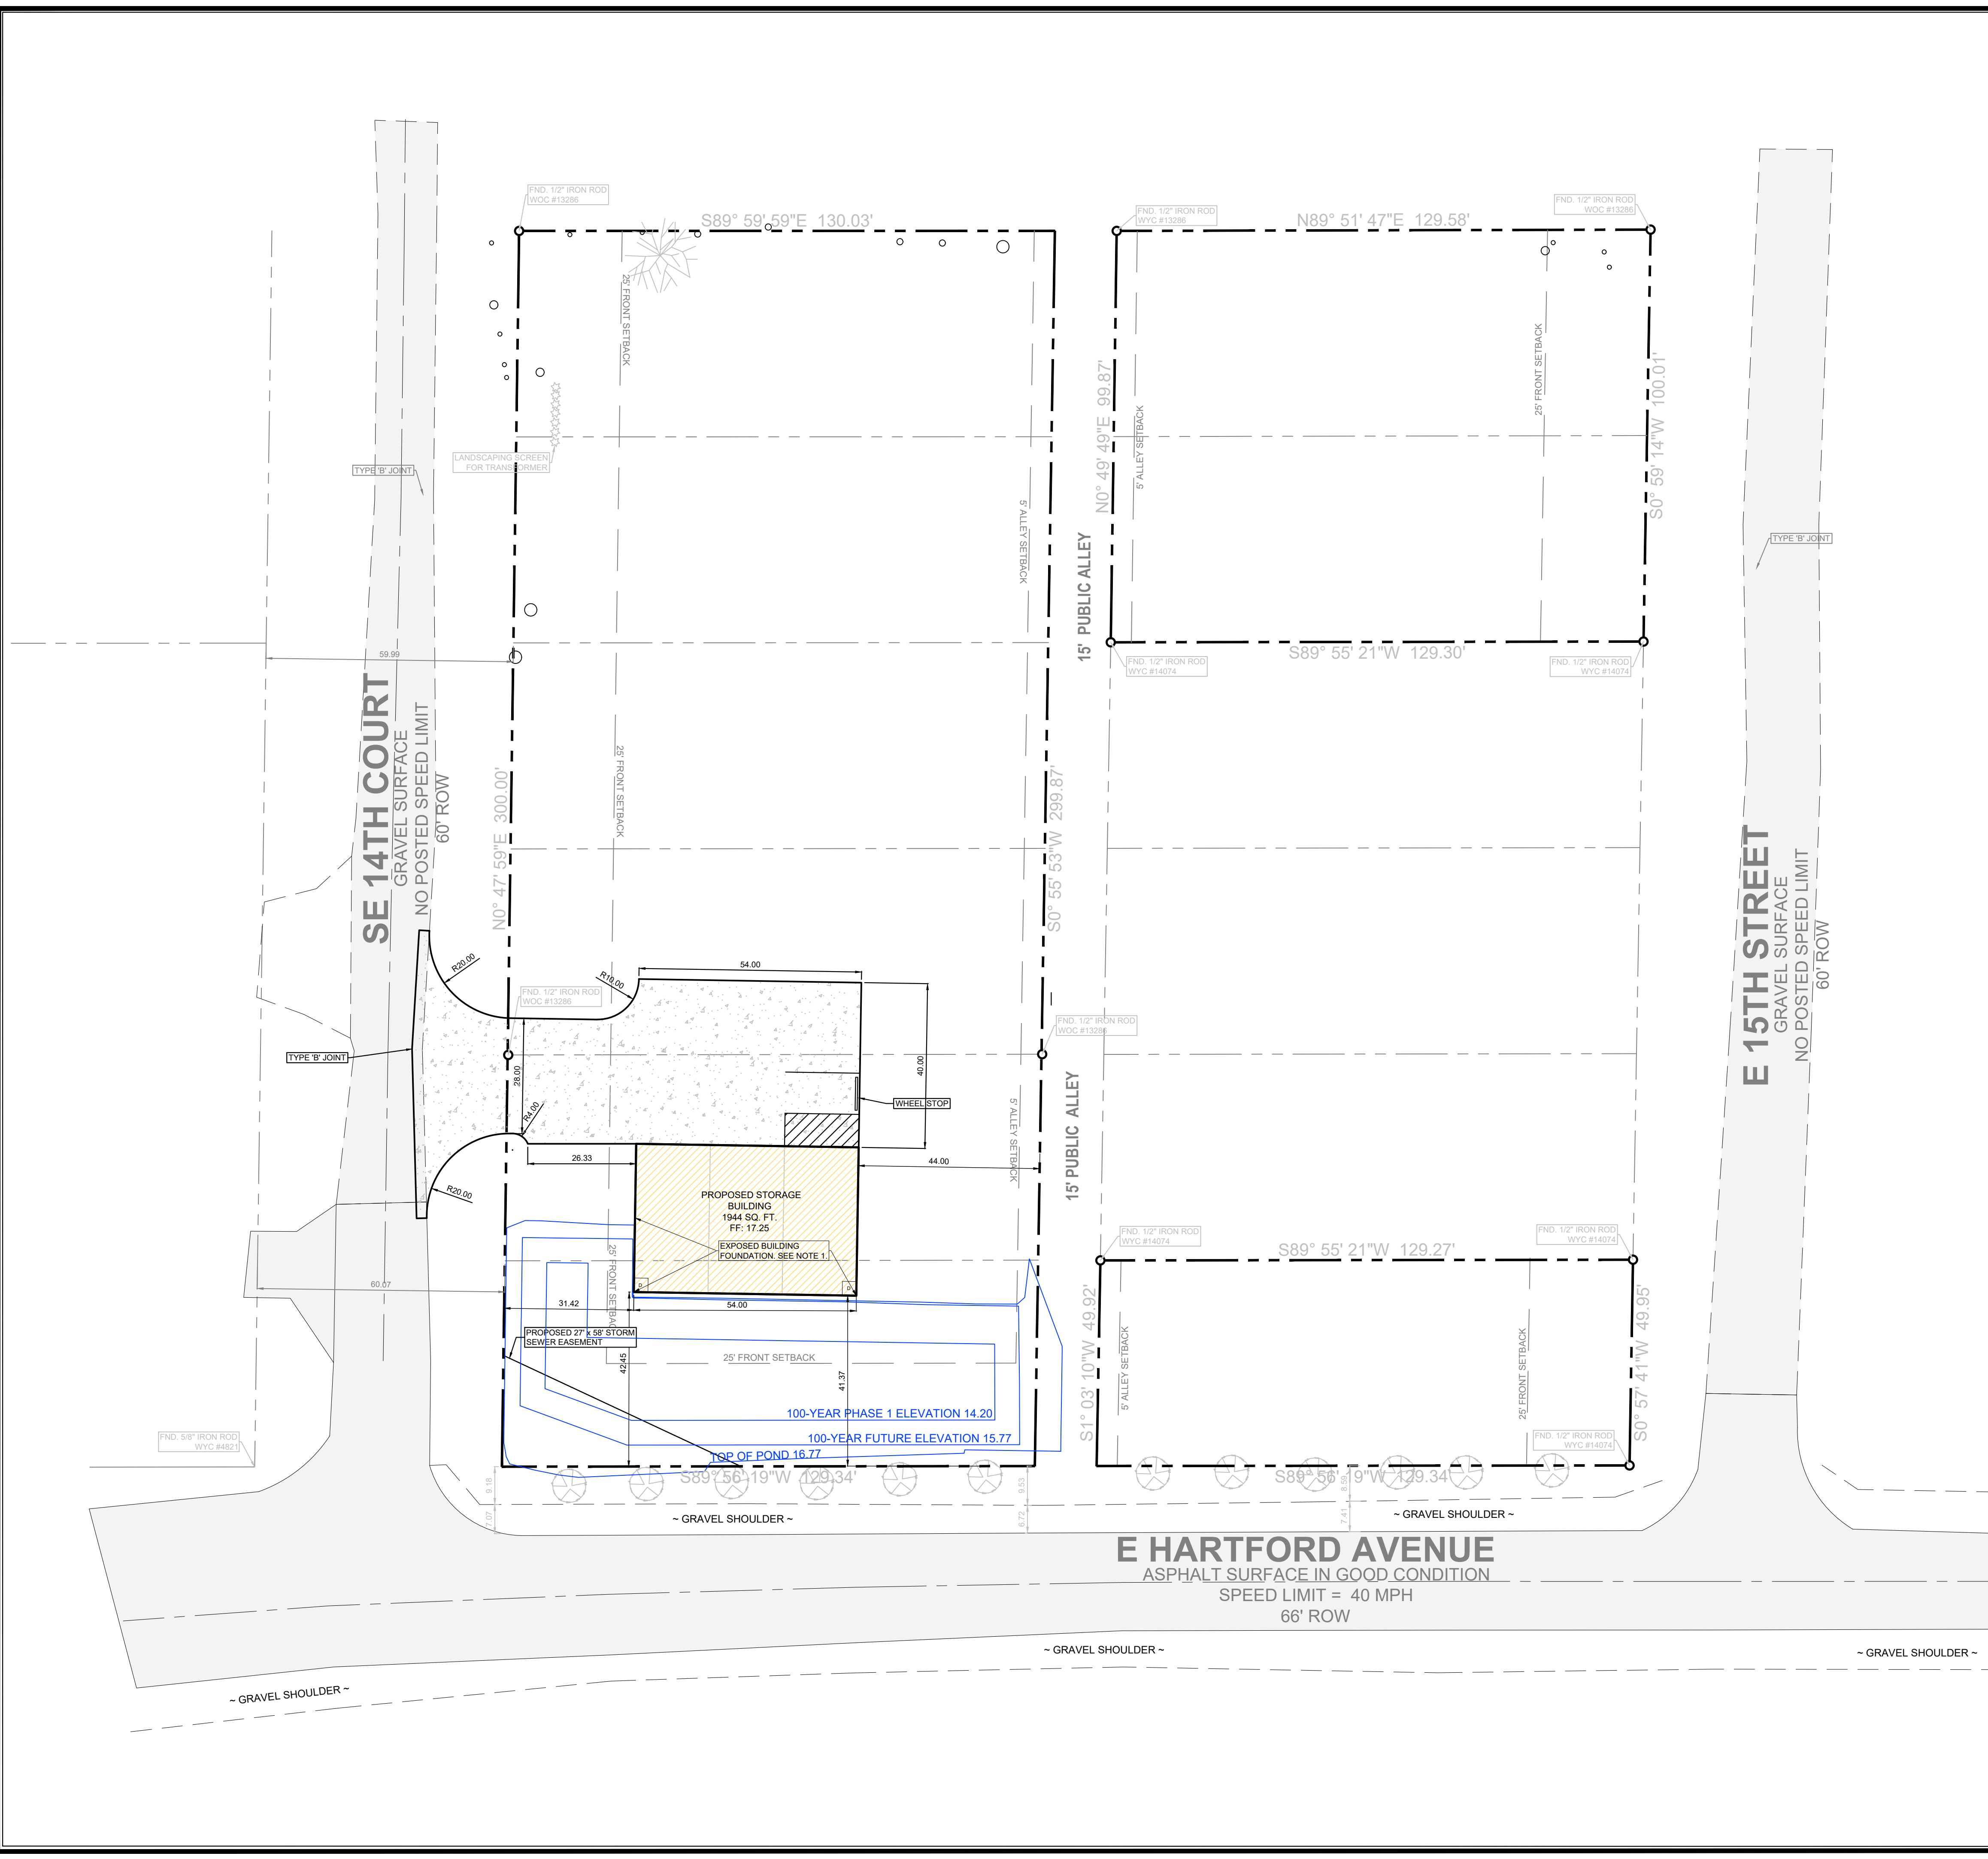 FND. 1/2" IRON ROD
WOC #13286
S89° 59' 59"E 130.03'
FND. 1/2" IRON ROD
WYC #13286
N89° 51' 47"E 129.58'
FND. 1/2" IRON ROD
WOC #13286
25' FRONT SETBACK
25' FRONT SETBACK
N0° 49' 49"E 99.87'
5' ALLEY SETBACK
S0° 59' 14"W 100.01'
LANDSCAPING SCREEN
FOR TRANSFORMER
TYPE 'B' JOINT
5' ALLEY SETBACK
15' PUBLIC ALLEY
TYPE 'B' JOINT
59.99
S89° 55' 21"W 129.30'
FND. 1/2" IRON ROD
WYC #14074
FND. 1/2" IRON ROD
WYC #14074
SE 14TH COURT
GRAVEL SURFACE
NO POSTED SPEED LIMIT
60' ROW
N0° 47' 59"E 300.00'
25' FRONT SETBACK
S0° 55' 53"W 299.87'
E 15TH STREET
GRAVEL SURFACE
NO POSTED SPEED LIMIT
60' ROW
R20.00
R10.00
54.00
FND. 1/2" IRON ROD
WOC #13286
FND. 1/2" IRON ROD
WOC #13286
TYPE 'B' JOINT
28.00
40.00
R4.00
WHEEL STOP
5' ALLEY SETBACK
15' PUBLIC ALLEY
26.33
44.00
R20.00
PROPOSED STORAGE
BUILDING
1944 SQ. FT.
FF: 17.25
EXPOSED BUILDING
FOUNDATION. SEE NOTE 1.
25' FRONT SETBACK
FND. 1/2" IRON ROD
WYC #14074
S89° 55' 21"W 129.27'
FND. 1/2" IRON ROD
WYC #14074
60.07
D
D
31.42
54.00
PROPOSED 27' x 58' STORM
SEWER EASEMENT
42.45
25' FRONT SETBACK
41.37
S1° 03' 10"W 49.92'
5' ALLEY SETBACK
25' FRONT SETBACK
S0° 57' 41"W 49.95'
100-YEAR PHASE 1 ELEVATION 14.20
100-YEAR FUTURE ELEVATION 15.77
TOP OF POND 16.77
FND. 5/8" IRON ROD
WYC #4821
FND. 1/2" IRON ROD
WYC #14074
S89° 56' 19"W 129.34'
S89° 56' 19"W 129.34'
9.18
7.07
9.53
6.72
8.59
7.41
~ GRAVEL SHOULDER ~
~ GRAVEL SHOULDER ~
E HARTFORD AVENUE
ASPHALT SURFACE IN GOOD CONDITION
SPEED LIMIT = 40 MPH
66' ROW
~ GRAVEL SHOULDER ~
~ GRAVEL SHOULDER ~
~ GRAVEL SHOULDER ~